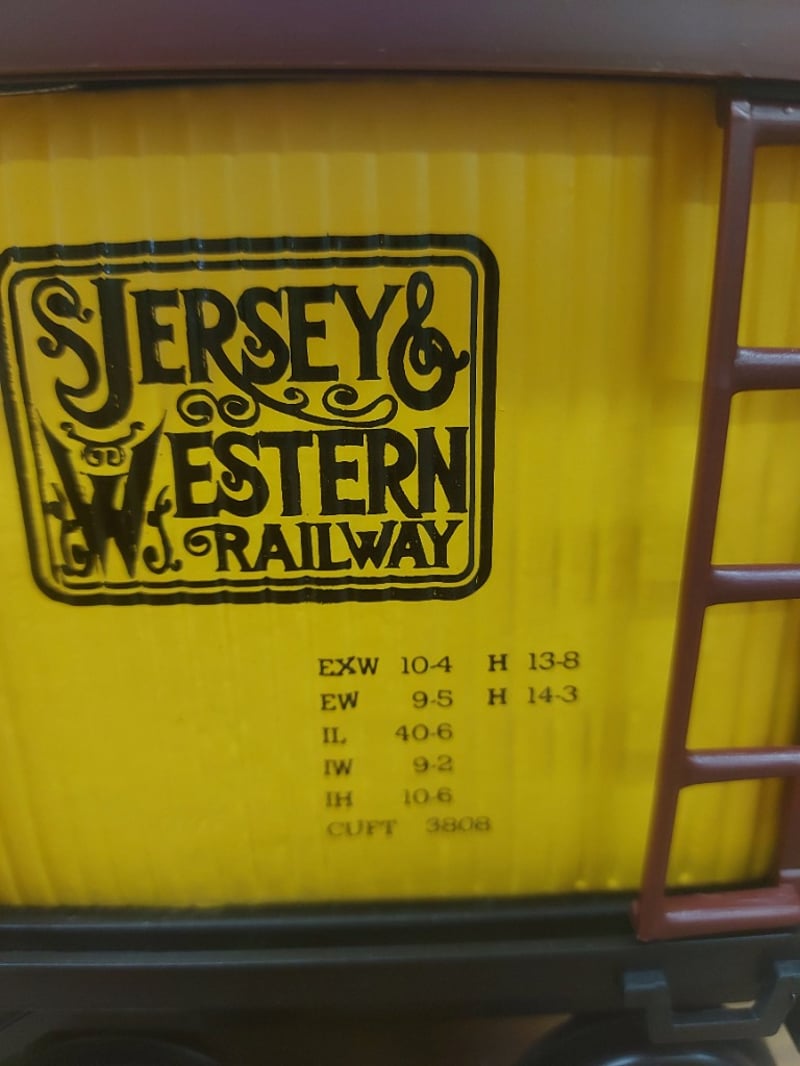 JERSEY &
WESTERN
RAILWAY
EXW 10-4 H 13-8
EW 9-5 H 14-3
IL 40-6
IW 9-2
IH 10-6
CUFT 3808